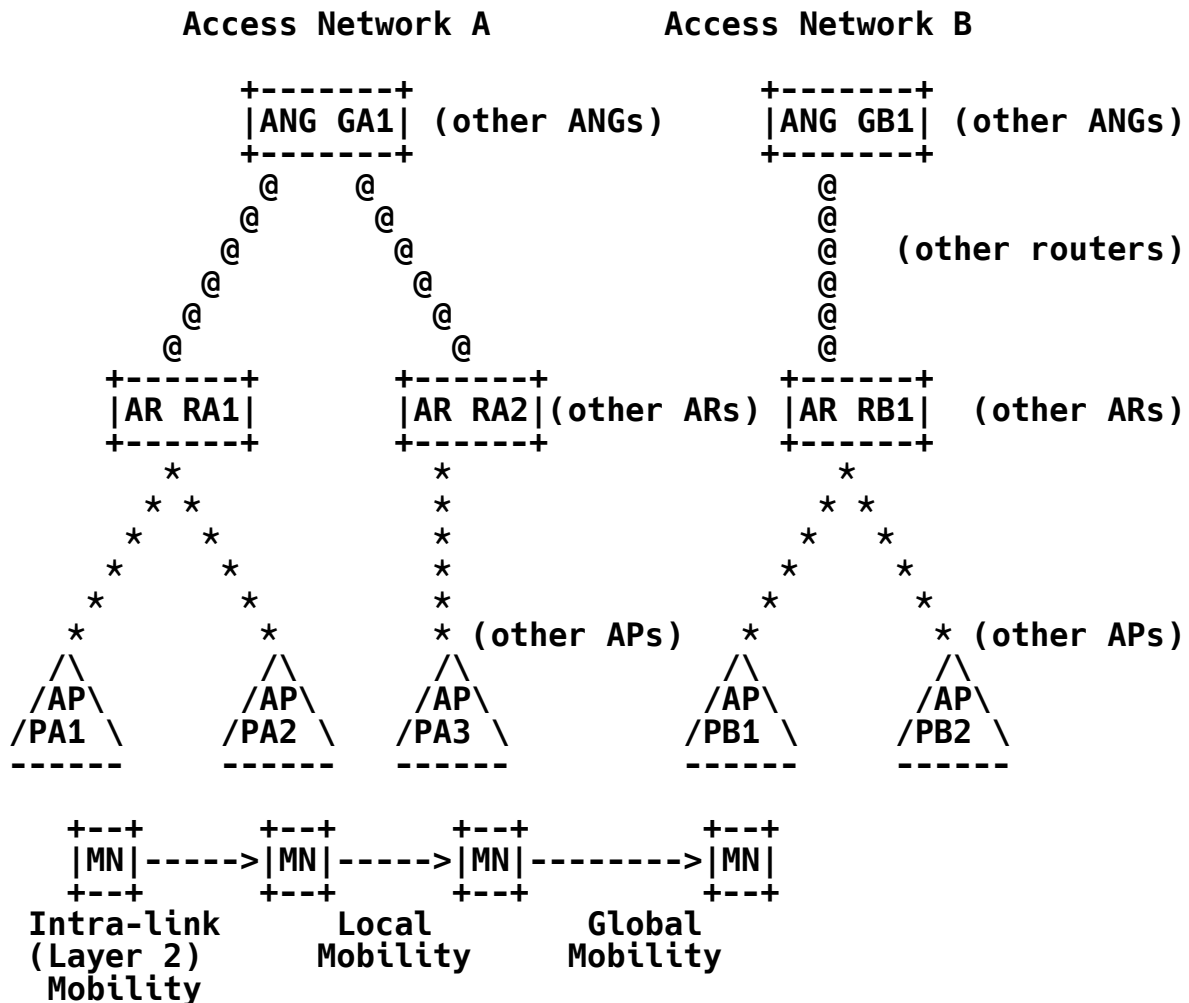 Access Network A          Access Network B

+-------+                  +-------+
|ANG GA1| (other ANGs)     |ANG GB1| (other ANGs)
+-------+                  +-------+
@    @                       @
@      @                      @
@        @                     @   (other routers)
@          @                    @
@            @                   @
@              @                  @
+------+       +------+            +------+
|AR RA1|       |AR RA2|(other ARs) |AR RB1|  (other ARs)
+------+       +------+            +------+
*             *                    *
* *            *                   * *
*   *           *                  *   *
*     *          *                 *     *
*       *         *                *       *
*         *        * (other APs)   *         * (other APs)
/\         /\       /\             /\         /\
/AP\       /AP\     /AP\           /AP\       /AP\
/PA1 \     /PA2 \   /PA3 \         /PB1 \     /PB2 \
------     ------   ------         ------     ------

+--+      +--+      +--+         +--+
|MN|----->|MN|----->|MN|-------->|MN|
+--+      +--+      +--+         +--+
Intra-link      Local        Global
(Layer 2)      Mobility     Mobility
Mobility